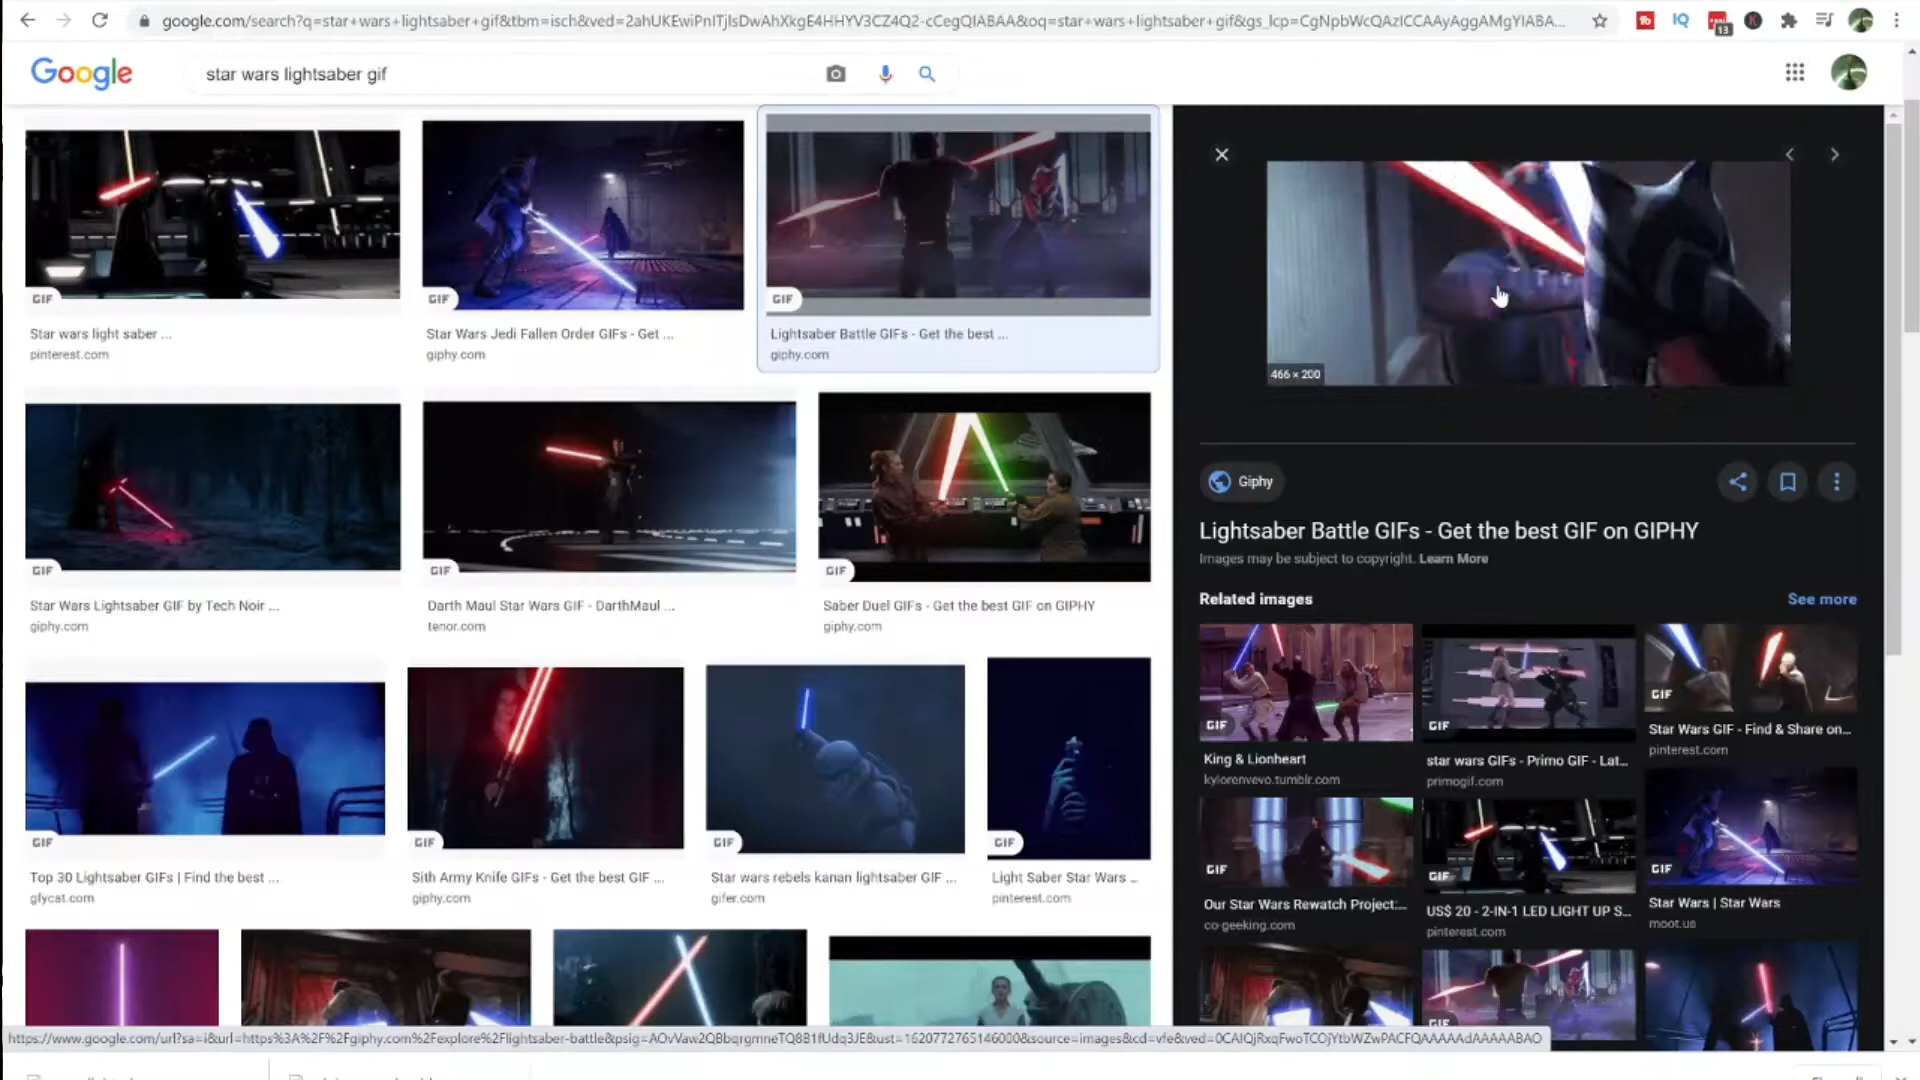 google.com/search?q=star+wars+lightsaber+gif&tbm=isch&ved=2ahUKEwiPnITjlsDwAhXkgE4HHYV3CZ4Q2-cCegQIABAA&oq=star+wars+lightsaber+gif&gs_lcp=CgNpbWcQAzICCAAyAggAMgYIABA...
13
Google
star wars lightsaber gif
GIF
Star wars light saber ...
pinterest.com
GIF
Star Wars Jedi Fallen Order GIFs - Get ...
giphy.com
GIF
Lightsaber Battle GIFs - Get the best ...
giphy.com
GIF
Star Wars Lightsaber GIF by Tech Noir ...
giphy.com
GIF
Darth Maul Star Wars GIF - DarthMaul ...
tenor.com
GIF
Saber Duel GIFs - Get the best GIF on GIPHY
giphy.com
GIF
Top 30 Lightsaber GIFs | Find the best ...
gfycat.com
GIF
Sith Army Knife GIFs - Get the best GIF ...
giphy.com
GIF
Star wars rebels kanan lightsaber GIF ...
gifer.com
GIF
Light Saber Star Wars ...
pinterest.com
466 × 200
Giphy
Lightsaber Battle GIFs - Get the best GIF on GIPHY
Images may be subject to copyright. Learn More
Related images
See more
GIF
King & Lionheart
kylorenvevo.tumblr.com
GIF
star wars GIFs - Primo GIF - Lat...
primogif.com
GIF
Star Wars GIF - Find & Share on...
pinterest.com
GIF
Our Star Wars Rewatch Project:...
co-geeking.com
GIF
US$ 20 - 2-IN-1 LED LIGHT UP S...
pinterest.com
GIF
Star Wars | Star Wars
moot.us
GIF
https://www.google.com/url?sa=i&url=https%3A%2F%2Fgiphy.com%2Fexplore%2Flightsaber-battle&psig=AOvVaw2QBbqrgmneTQ8B1fUdq3JE&ust=1620772765146000&source=images&cd=vfe&ved=0CAIQjRxqFwoTCOjYtbWZwPACFQAAAAAdAAAAABAO